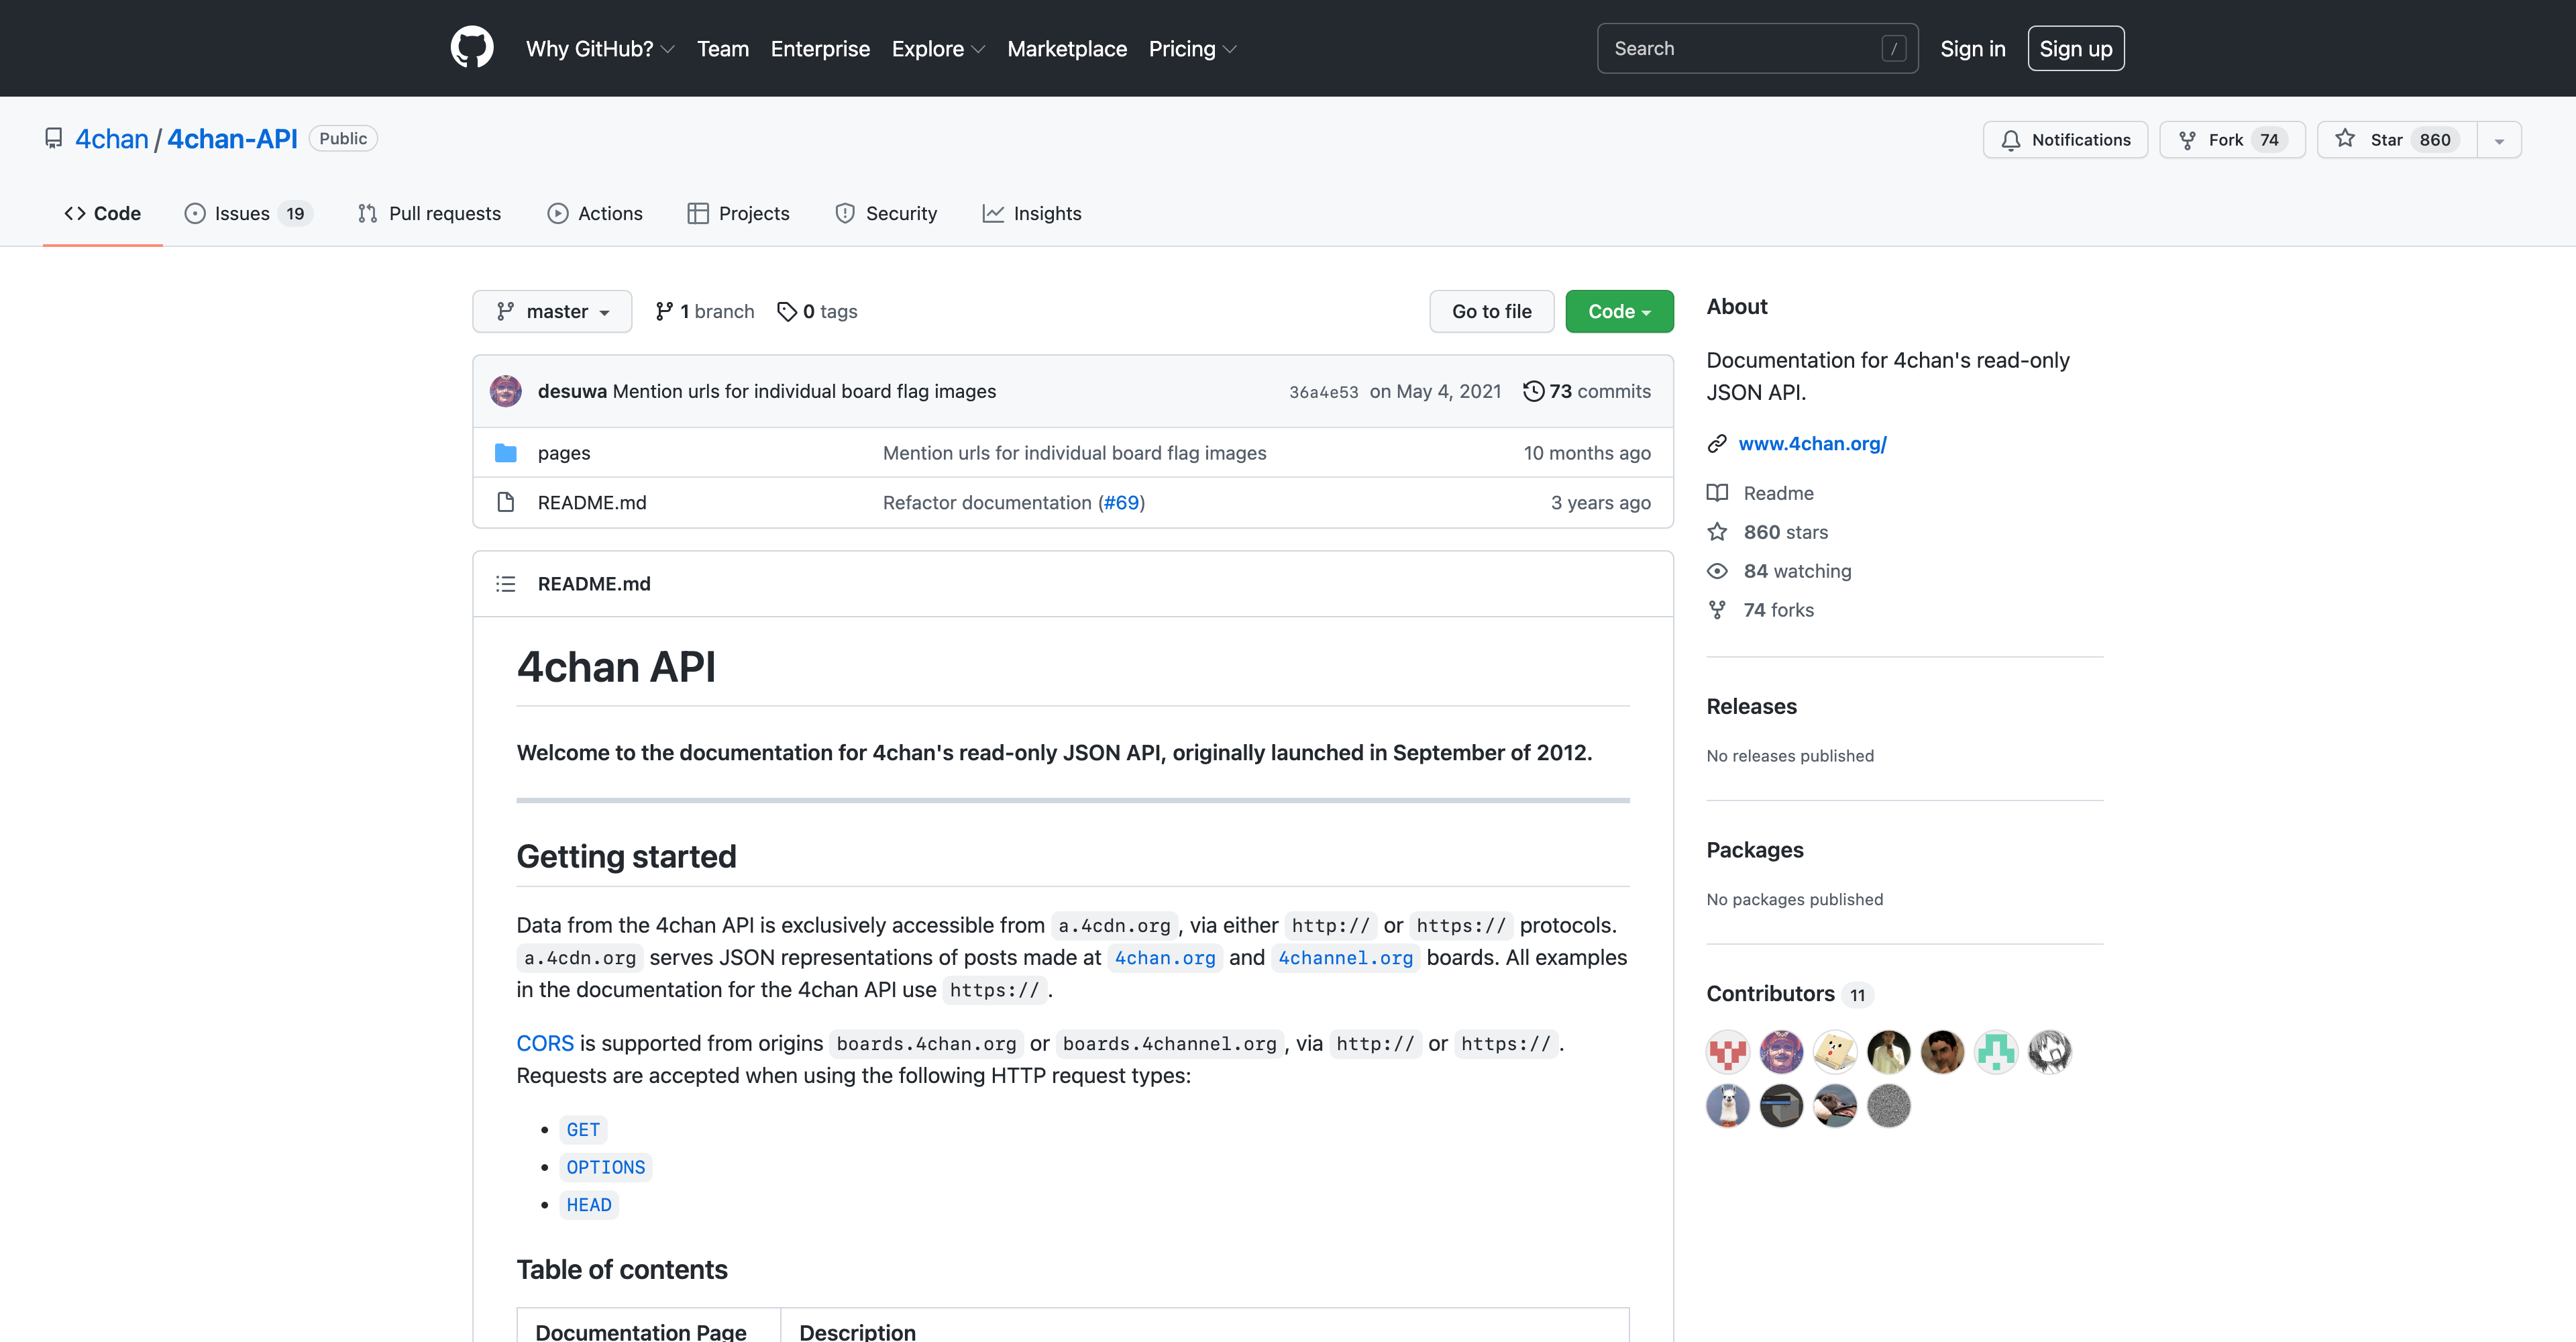 Why GitHub? Team Enterprise Explore Marketplace Pricing Search / Sign in Sign up
4chan / 4chan-API Public Notifications Fork 74 Star 860
Code Issues 19 Pull requests Actions Projects Security Insights
master 1 branch 0 tags Go to file Code
desuwa Mention urls for individual board flag images 36a4e53 on May 4, 2021 73 commits
pages Mention urls for individual board flag images 10 months ago
README.md Refactor documentation (#69) 3 years ago
README.md
4chan API
Welcome to the documentation for 4chan's read-only JSON API, originally launched in September of 2012.
Getting started
Data from the 4chan API is exclusively accessible from a.4cdn.org, via either http:// or https:// protocols.
a.4cdn.org serves JSON representations of posts made at 4chan.org and 4channel.org boards. All examples
in the documentation for the 4chan API use https://.
CORS is supported from origins boards.4chan.org or boards.4channel.org, via http:// or https://.
Requests are accepted when using the following HTTP request types:
• GET
• OPTIONS
• HEAD
Table of contents
Documentation Page Description
About
Documentation for 4chan's read-only
JSON API.
www.4chan.org/
Readme
860 stars
84 watching
74 forks
Releases
No releases published
Packages
No packages published
Contributors 11